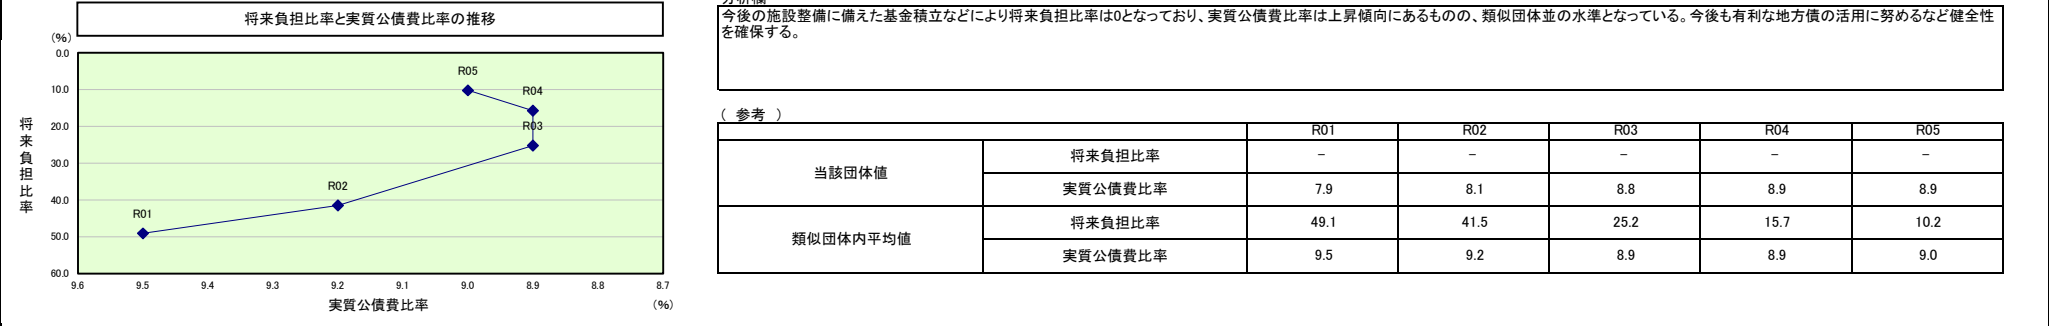 将来負担比率と実質公債費比率の推移
(%)
0.0
10.0
20.0
30.0
40.0
50.0
60.0
将来負担比率
R05
R04
R03
R02
R01
9.6 9.5 9.4 9.3 9.2 9.1 9.0 8.9 8.8 8.7
実質公債費比率
(%)
今後の施設整備に備えた基金積立などにより将来負担比率は0となっており、実質公債費比率は上昇傾向にあるものの、類似団体並の水準となっている。今後も有利な地方債の活用に努めるなど健全性
を確保する。
( 参考 )
R01 R02 R03 R04 R05
当該団体値
将来負担比率 － － － － －
実質公債費比率 7.9 8.1 8.8 8.9 8.9
類似団体内平均値
将来負担比率 49.1 41.5 25.2 15.7 10.2
実質公債費比率 9.5 9.2 8.9 8.9 9.0